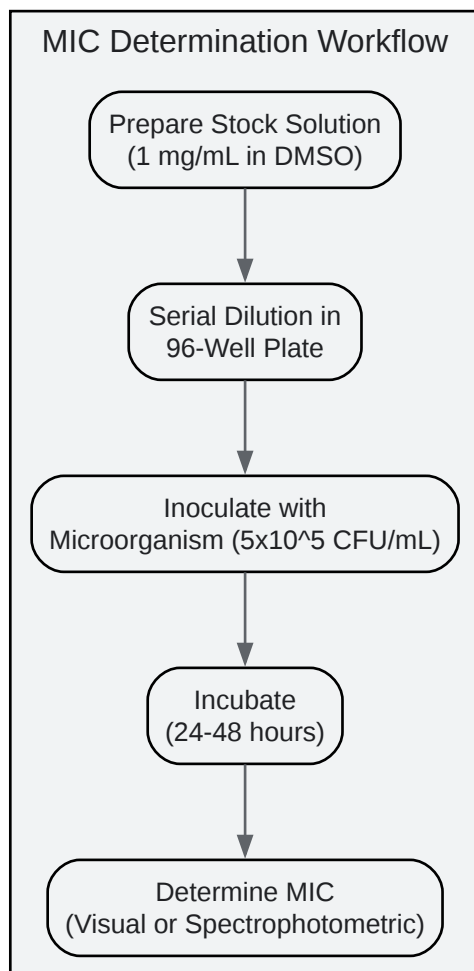 MIC Determination Workflow
Prepare Stock Solution
(1 mg/mL in DMSO)
Serial Dilution in
96-Well Plate
Inoculate with
Microorganism (5x10^5 CFU/mL)
Incubate
(24-48 hours)
Determine MIC
(Visual or Spectrophotometric)